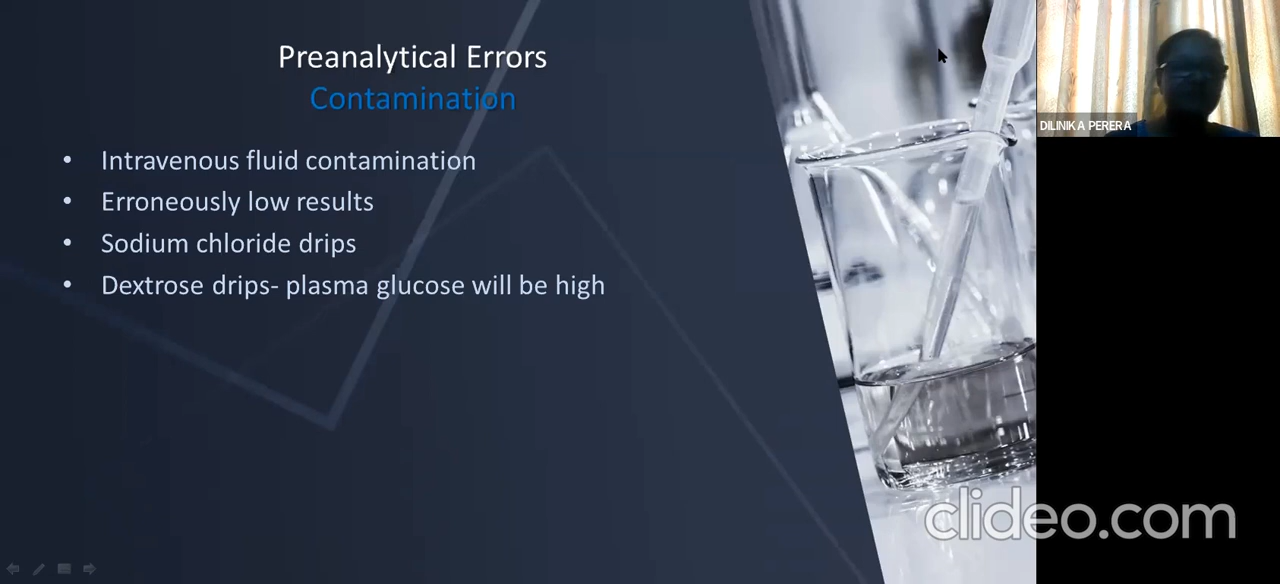 Preanalytical Errors
Contamination
• Intravenous fluid contamination
• Erroneously low results
• Sodium chloride drips
• Dextrose drips- plasma glucose will be high
DILINIKA PERERA
clideo.com